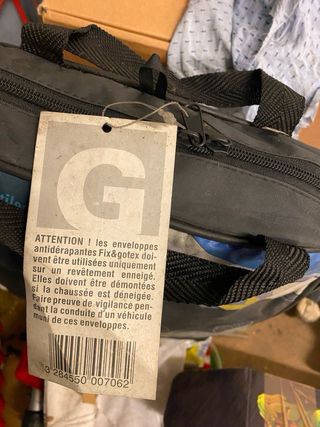 G
ATTENTION ! les enveloppes
antidérapantes Fix&gotex doi-
vent être utilisées uniquement
sur un revêtement enneigé.
Elles doivent être démontées
si la chaussée est déneigée.
Faire preuve de vigilance pen-
dant la conduite d'un véhicule
muni de ces enveloppes.
3 284550 007062